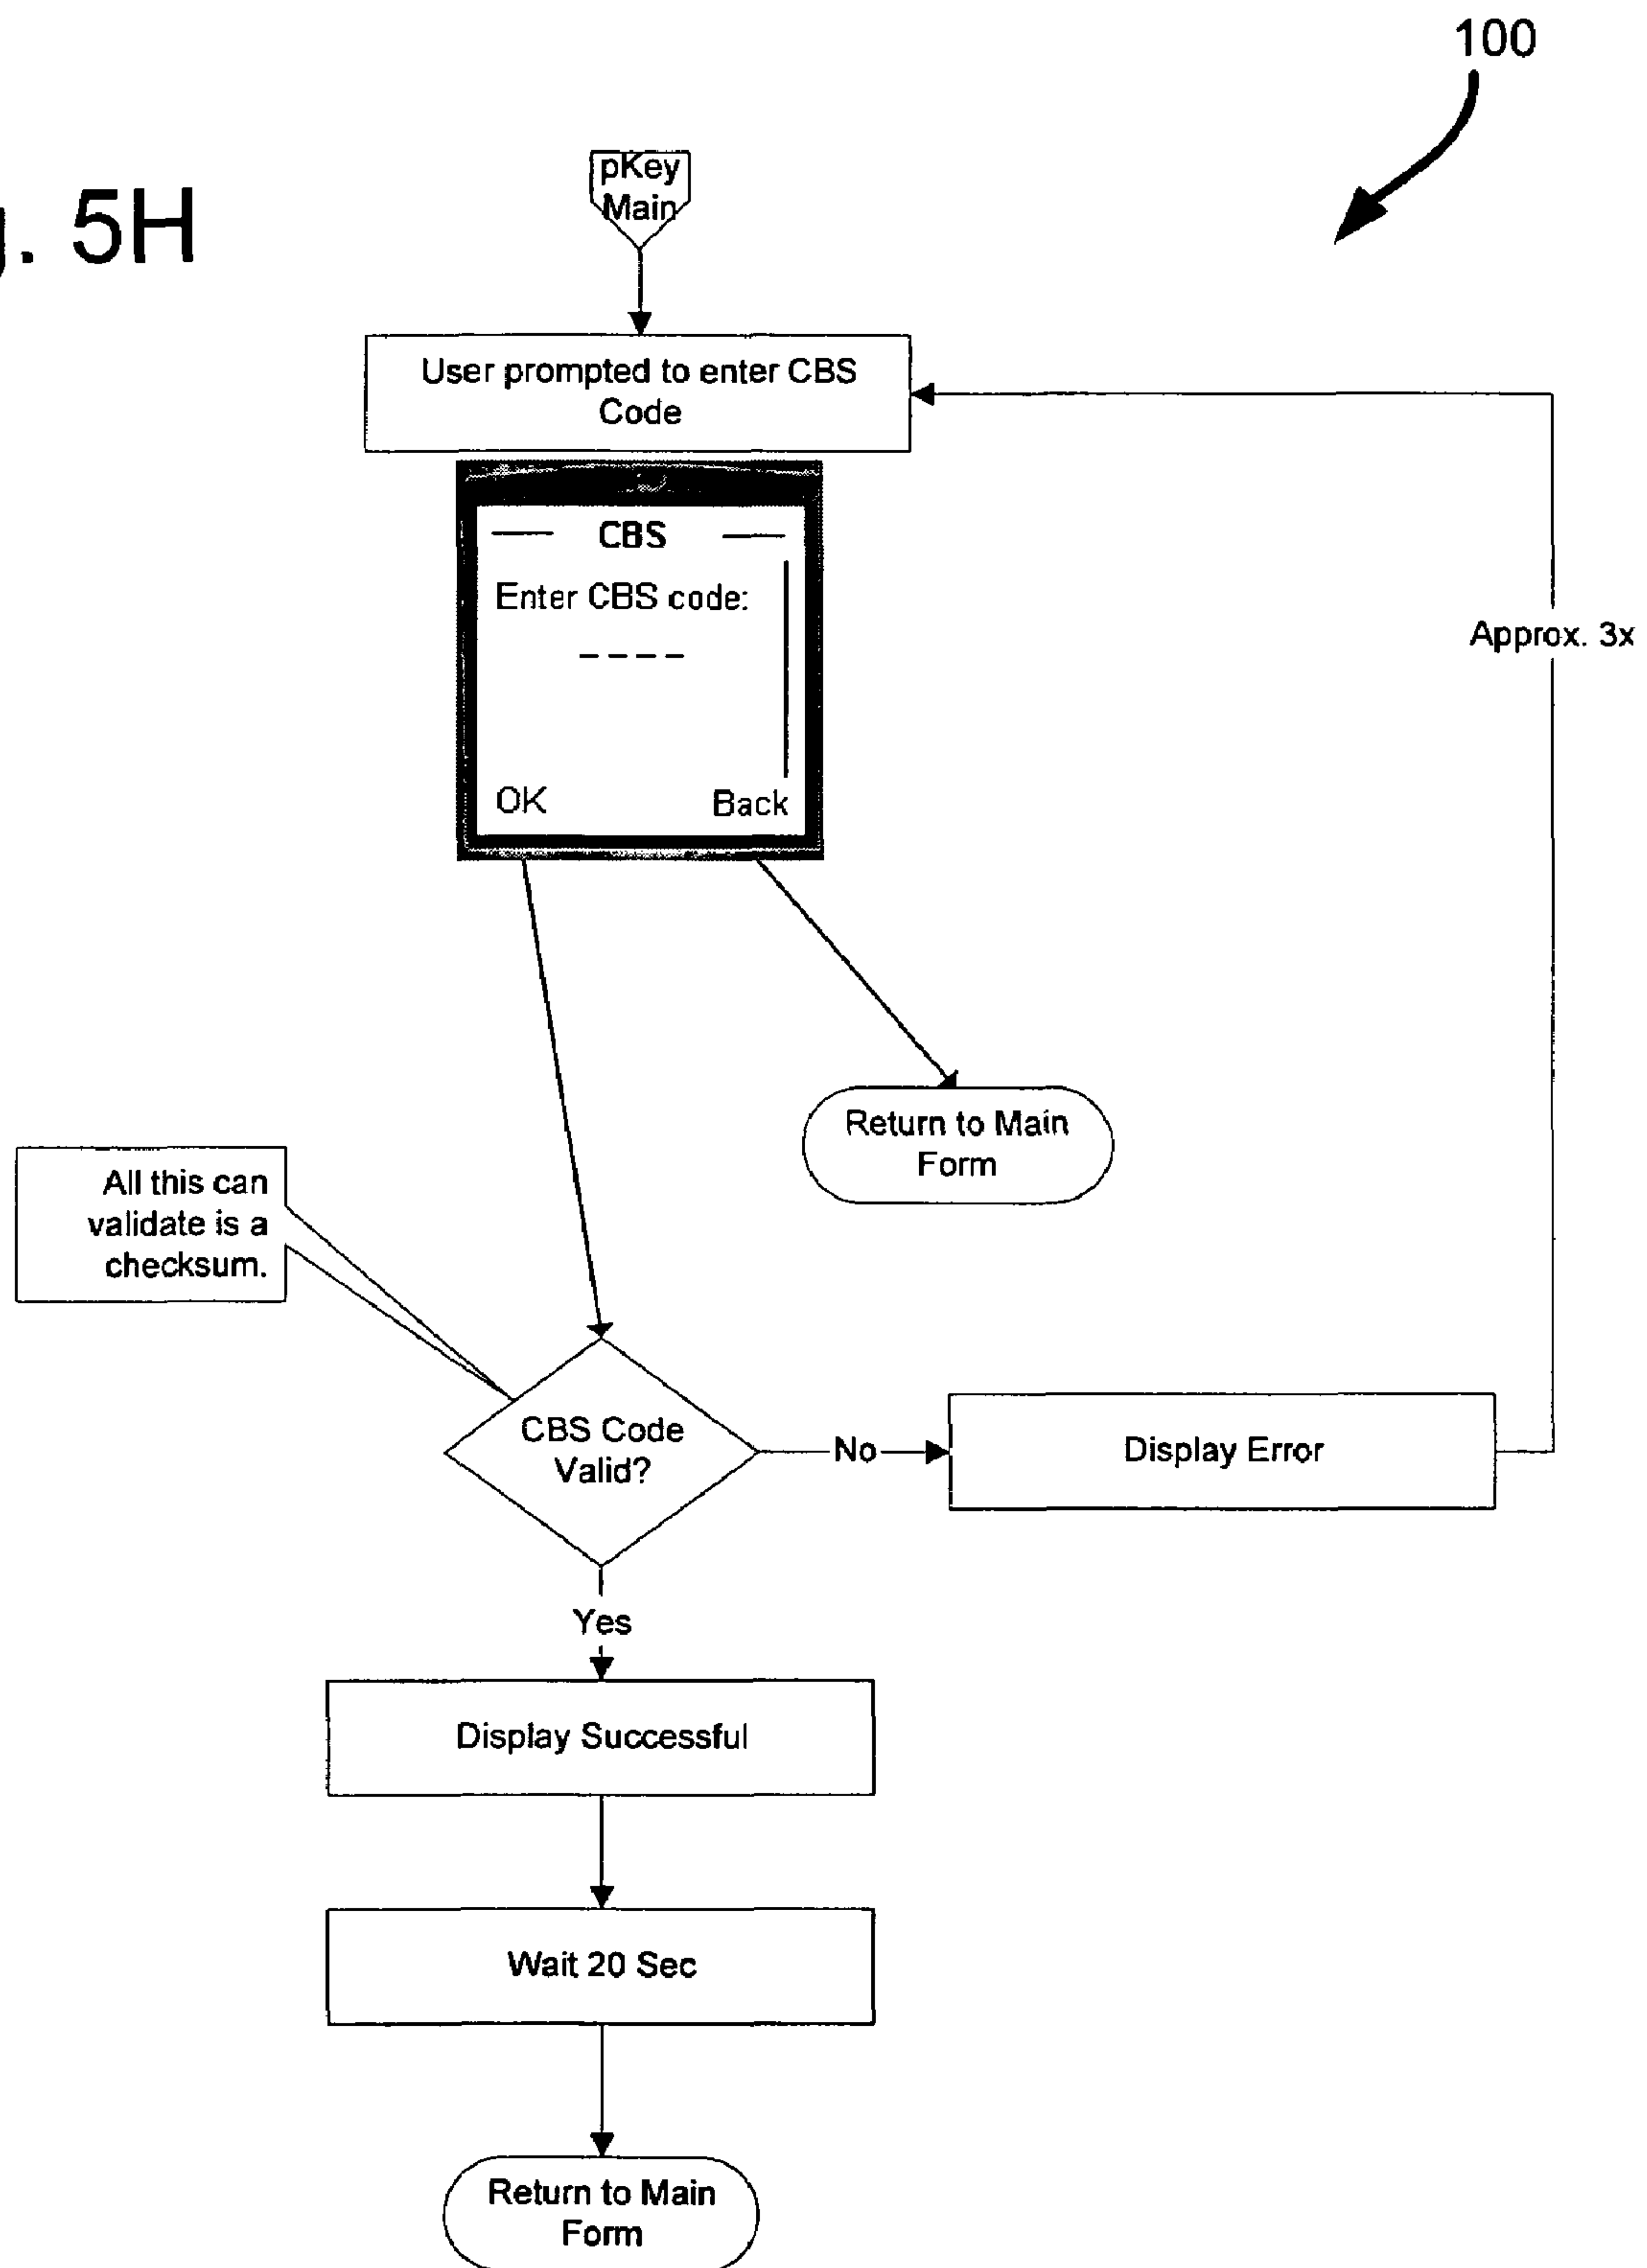 100
pKey
Main
. 5H
User prompted to enter CBS
Code
CBS
Enter CBS code:
----
OK Back
Approx. 3x
Return to Main
Form
All this can
validate is a
checksum.
CBS Code
Valid?
No
Display Error
Yes
Display Successful
Wait 20 Sec
Return to Main
Form